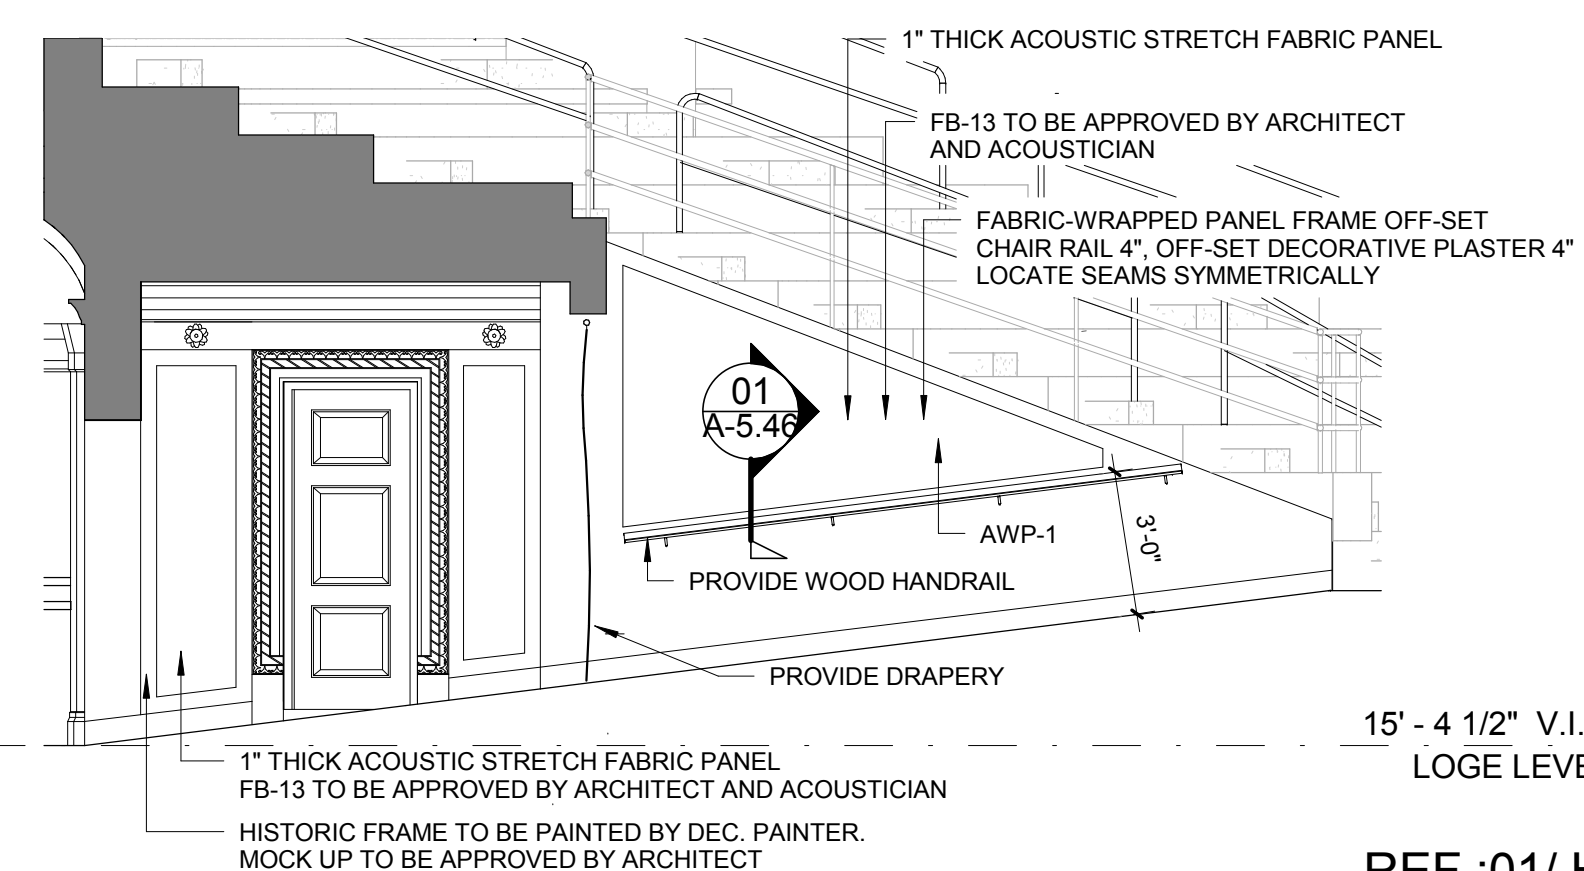 1" THICK ACOUSTIC STRETCH FABRIC PANEL
FB-13 TO BE APPROVED BY ARCHITECT
AND ACOUSTICIAN
FABRIC-WRAPPED PANEL FRAME OFF-SET
CHAIR RAIL 4", OFF-SET DECORATIVE PLASTER 4"
LOCATE SEAMS SYMMETRICALLY
01
A-5.46
3'-0"
AWP-1
PROVIDE WOOD HANDRAIL
PROVIDE DRAPERY
15' - 4 1/2" V.I.
LOGE LEVE
1" THICK ACOUSTIC STRETCH FABRIC PANEL
FB-13 TO BE APPROVED BY ARCHITECT AND ACOUSTICIAN
HISTORIC FRAME TO BE PAINTED BY DEC. PAINTER.
MOCK UP TO BE APPROVED BY ARCHITECT